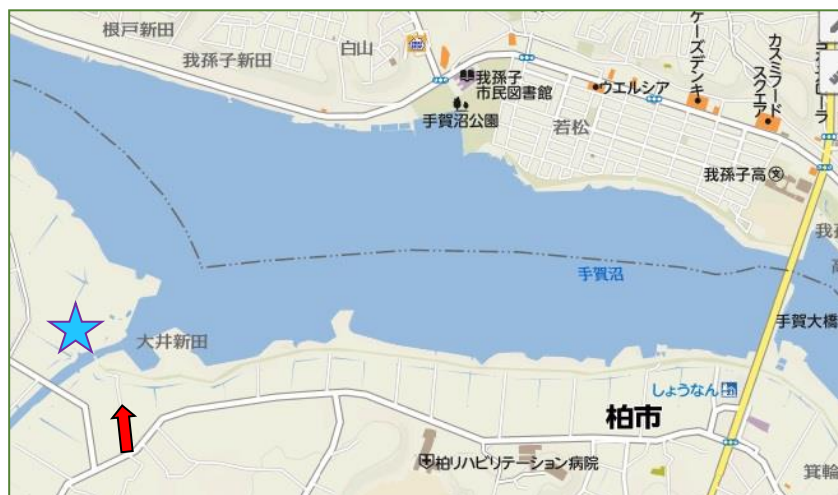 根戸新田
我孫子新田
白山
我孫子
市民図書館
手賀沼公園
ウエルシア
ケーズデンキ
カスミフード
スクエア
若松
我孫子高
手賀沼
手賀大橋
大井新田
しょうなん
柏市
柏リハビリテーション病院
箕輪